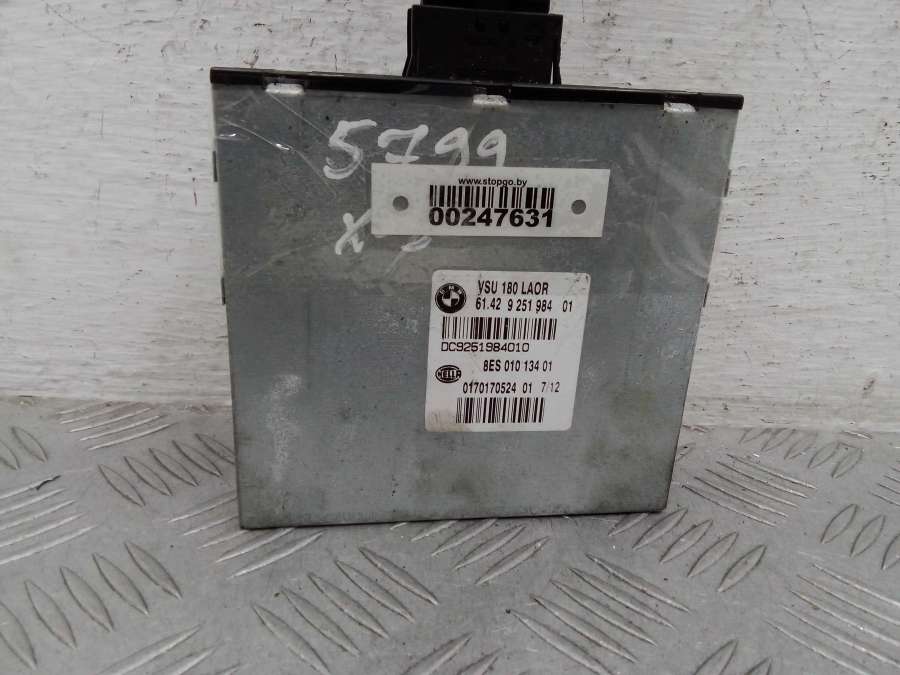 5799
www.stopgo.by
00247631
BMW
VSU 180 LAOR
61.42 9 251 984 01
DC9251984010
8ES 010 134 01
HELLA
0170170524 01 7/12